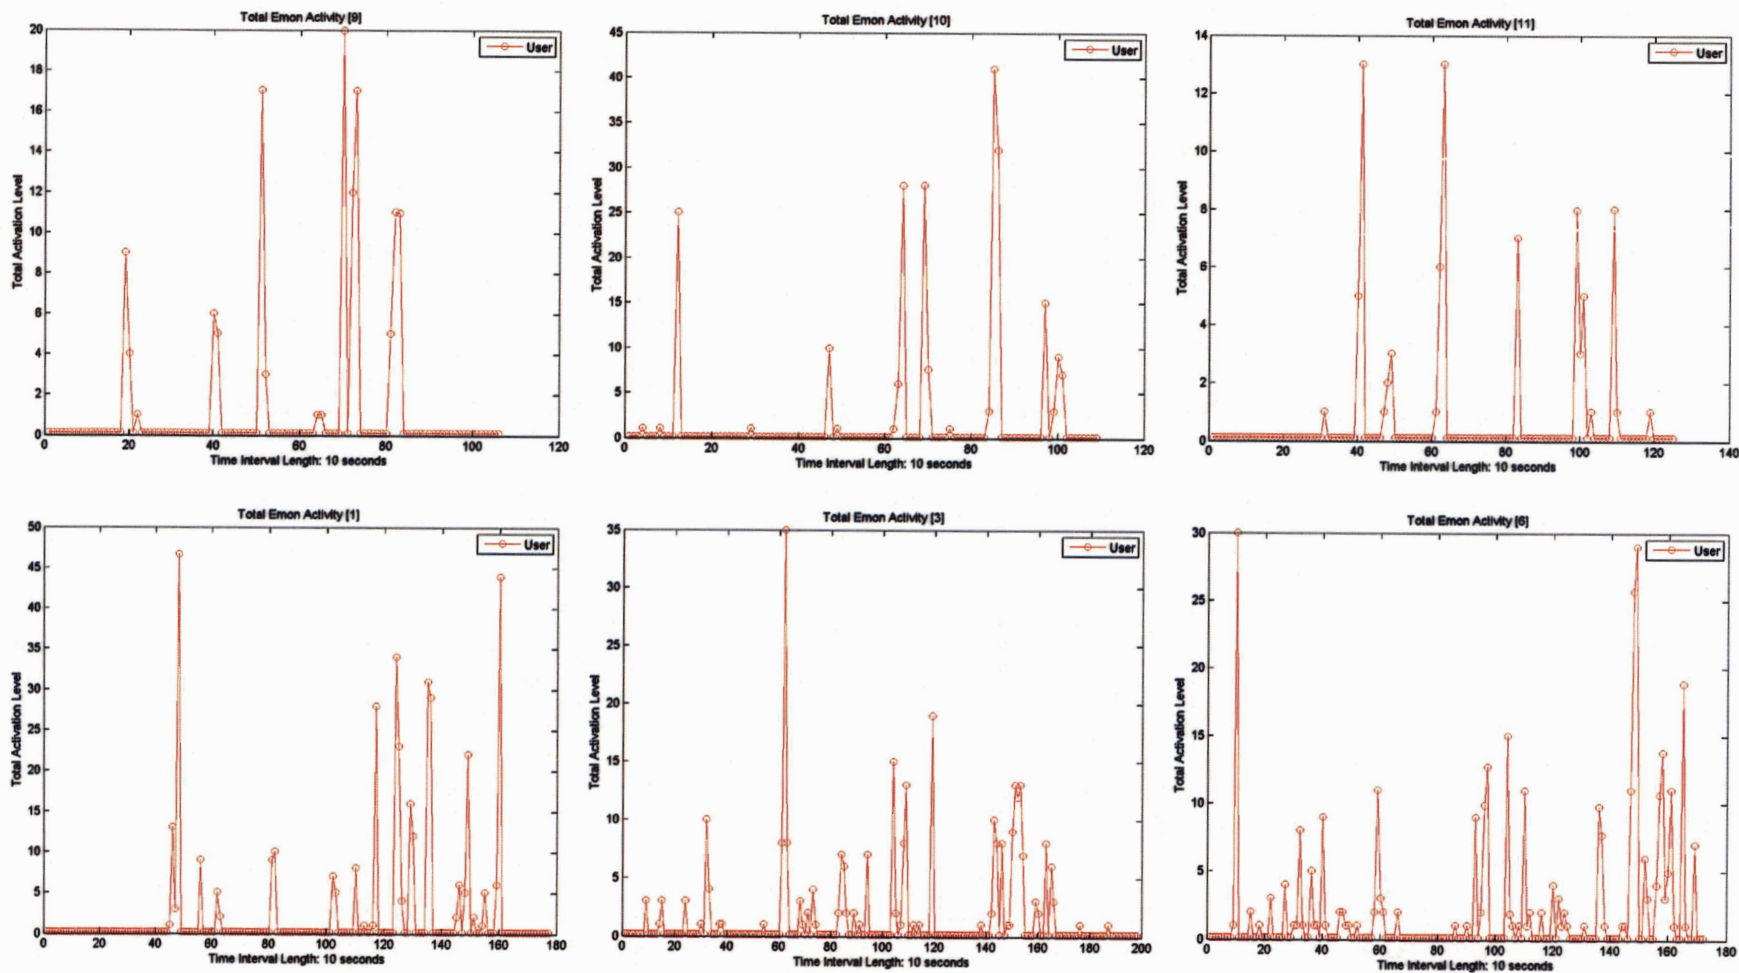 Total Emon Activity [9]
User
Total Activation Level
20
18
16
14
12
10
8
6
4
2
0
0 20 40 60 80 100 120
Time Interval Length: 10 seconds
Total Emon Activity [10]
User
Total Activation Level
45
40
35
30
25
20
15
10
5
0
0 20 40 60 80 100 120
Time Interval Length: 10 seconds
Total Emon Activity [11]
User
Total Activation Level
14
12
10
8
6
4
2
0
0 20 40 60 80 100 120 140
Time Interval Length: 10 seconds
Total Emon Activity [1]
User
Total Activation Level
50
45
40
35
30
25
20
15
10
5
0
0 20 40 60 80 100 120 140 160 180
Time Interval Length: 10 seconds
Total Emon Activity [3]
User
Total Activation Level
35
30
25
20
15
10
5
0
0 20 40 60 80 100 120 140 160 180 200
Time Interval Length: 10 seconds
Total Emon Activity [6]
User
Total Activation Level
30
25
20
15
10
5
0
0 20 40 60 80 100 120 140 160 180
Time Interval Length: 10 seconds